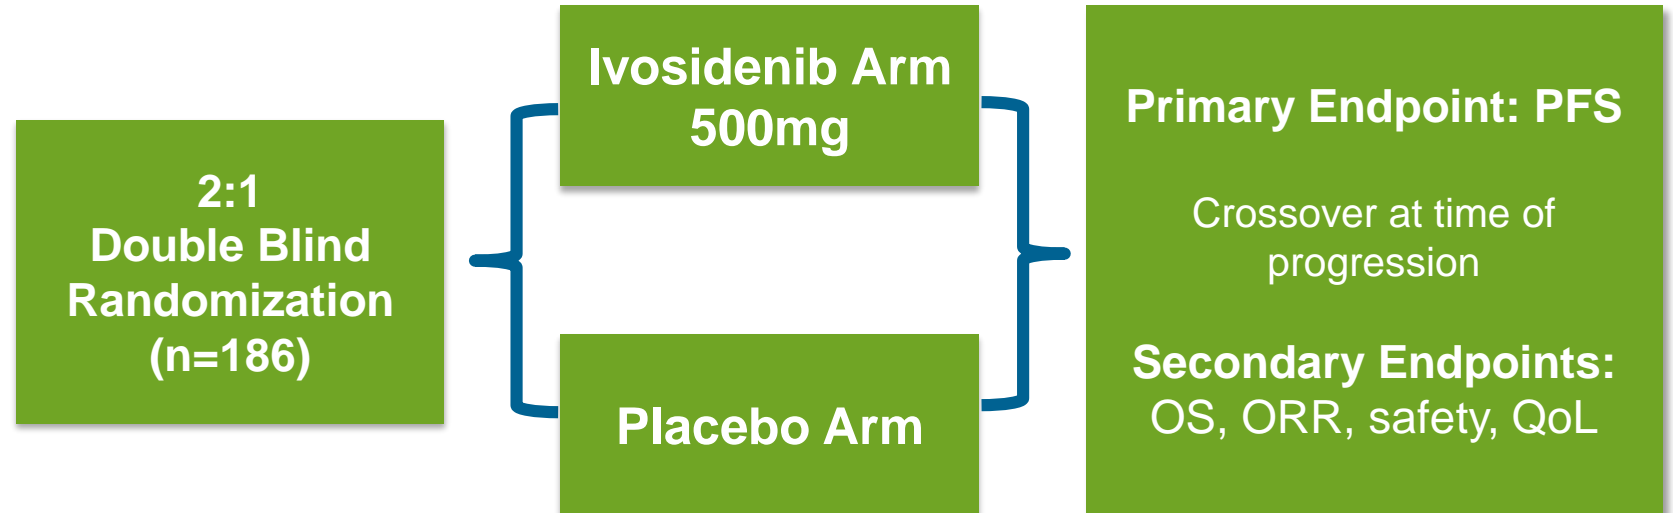 2:1
Double Blind
Randomization
(n=186)
Ivosidenib Arm
500mg
Placebo Arm
Primary Endpoint: PFS
Crossover at time of
progression
Secondary Endpoints:
OS, ORR, safety, QoL